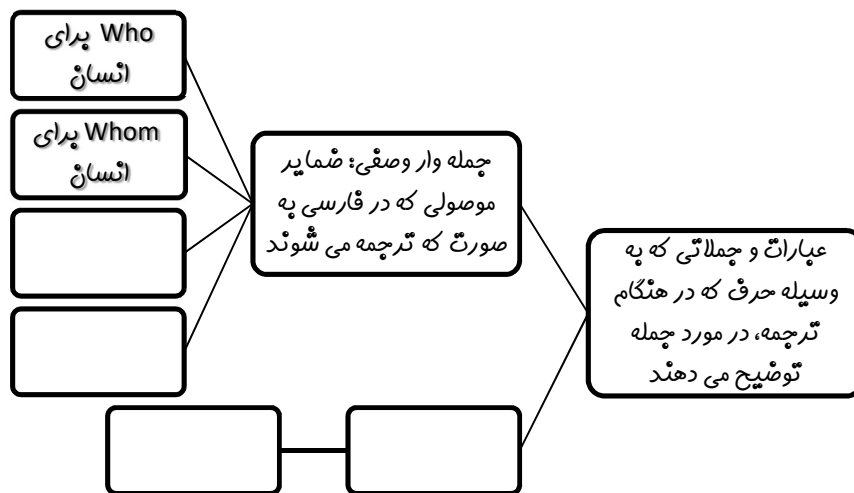 عبارات و جملاتی که به
وسیله حرف که در هنگام
ترجمه، در مورد جمله
توضیح می دهند
جمله وار وصفی: ضمایر
موصولی که در فارسی به
صورت که ترجمه می شوند
Who برای
انسان
Whom برای
انسان